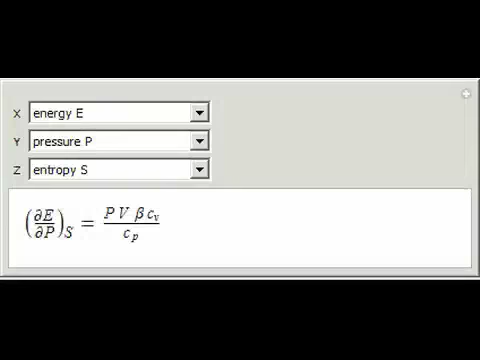 X energy E
Y pressure P
Z entropy S
(∂E/∂P)_S = P V β c_v / c_p